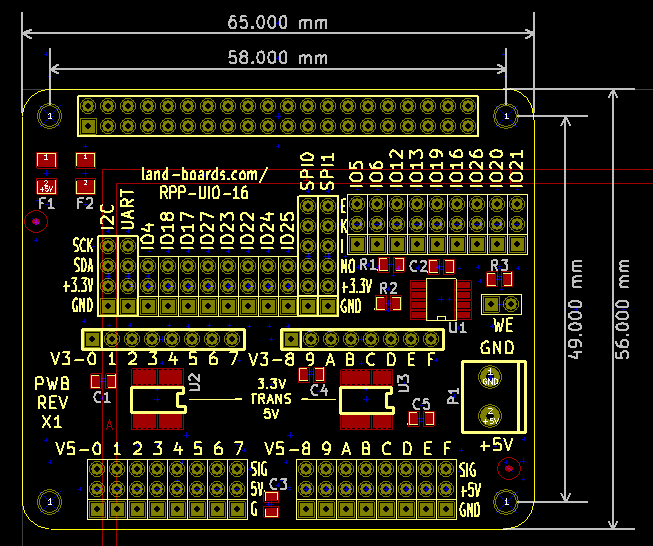 65.000 mm
58.000 mm
1
1
1
1
2
+5V
2
F1
F2
land-boards.com/
RPP-UIO-16
I2C
UART
IO4
IO18
IO17
IO27
IO23
IO22
IO24
IO25
SPI0
SPI1
IO5
IO6
IO12
IO13
IO19
IO16
IO26
IO20
IO21
SCK
SDA
+3.3V
GND
E
K
I
NO
+3.3V
GND
R1
C2
R3
R2
U1
WE
49.000 mm
56.000 mm
V3-0 1 2 3 4 5 6 7
V3-8 9 A B C D E F
GND
PWB
REV
X1
C1
U2
3.3V
TRANS
5V
C4
U3
C5
P1
1
GND
2
+5V
+5V
A
V5-0 1 2 3 4 5 6 7
V5-8 9 A B C D E F
SIG
5V
G
C3
SIG
+5V
GND
1
1